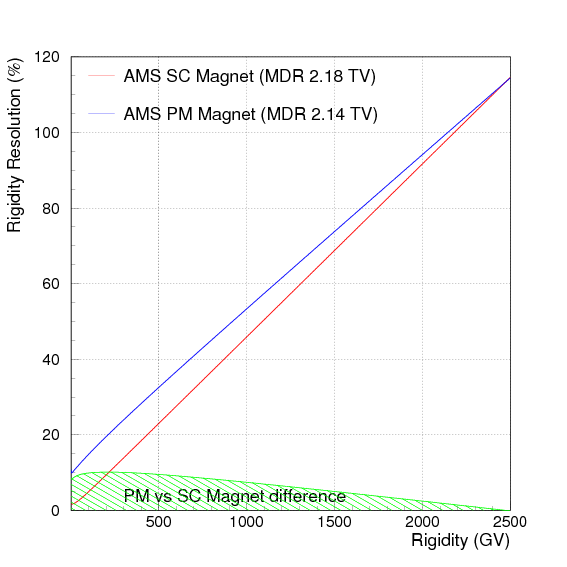 120
AMS SC Magnet (MDR 2.18 TV)
AMS PM Magnet (MDR 2.14 TV)
100
Rigidity Resolution (%)
80
60
40
20
PM vs SC Magnet difference
0
500
1000
1500
2000
2500
Rigidity (GV)